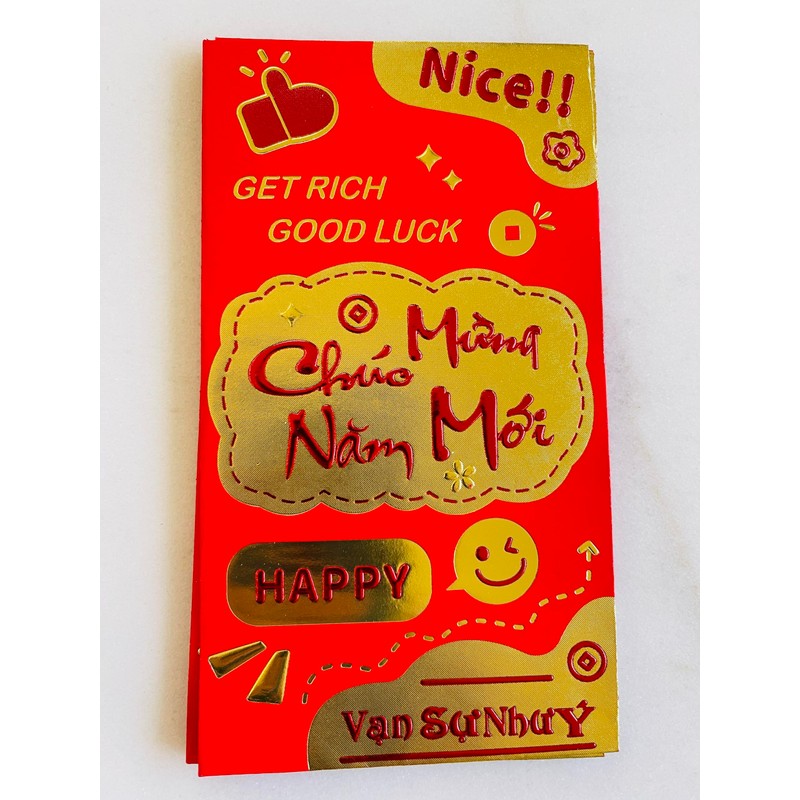 Nice!!
GET RICH
GOOD LUCK
Chúc Mừng
Năm Mới
HAPPY
Vạn Sự Như Ý